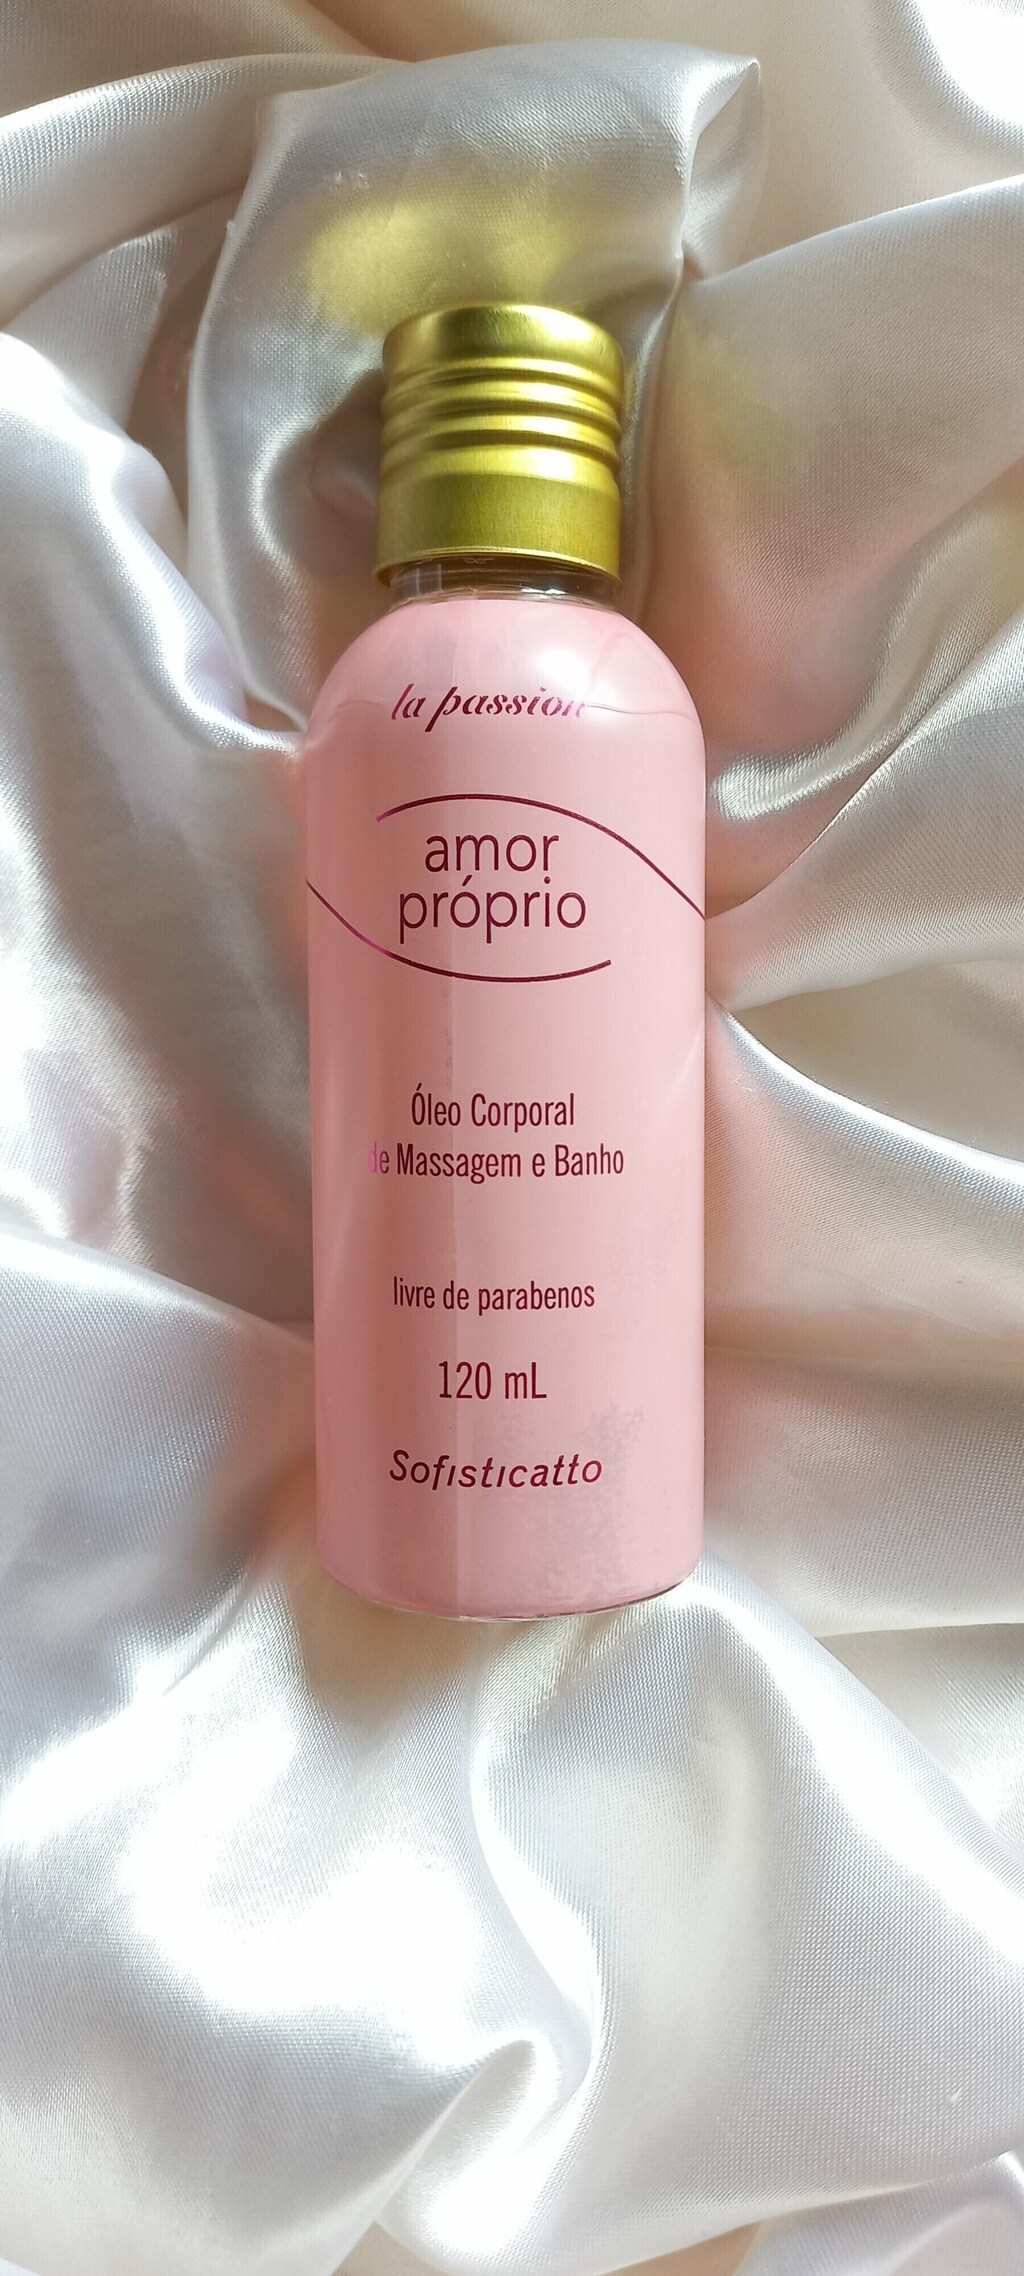 la passion
amor
próprio
Óleo Corporal
de Massagem e Banho
livre de parabenos
120 mL
Sofisticatto